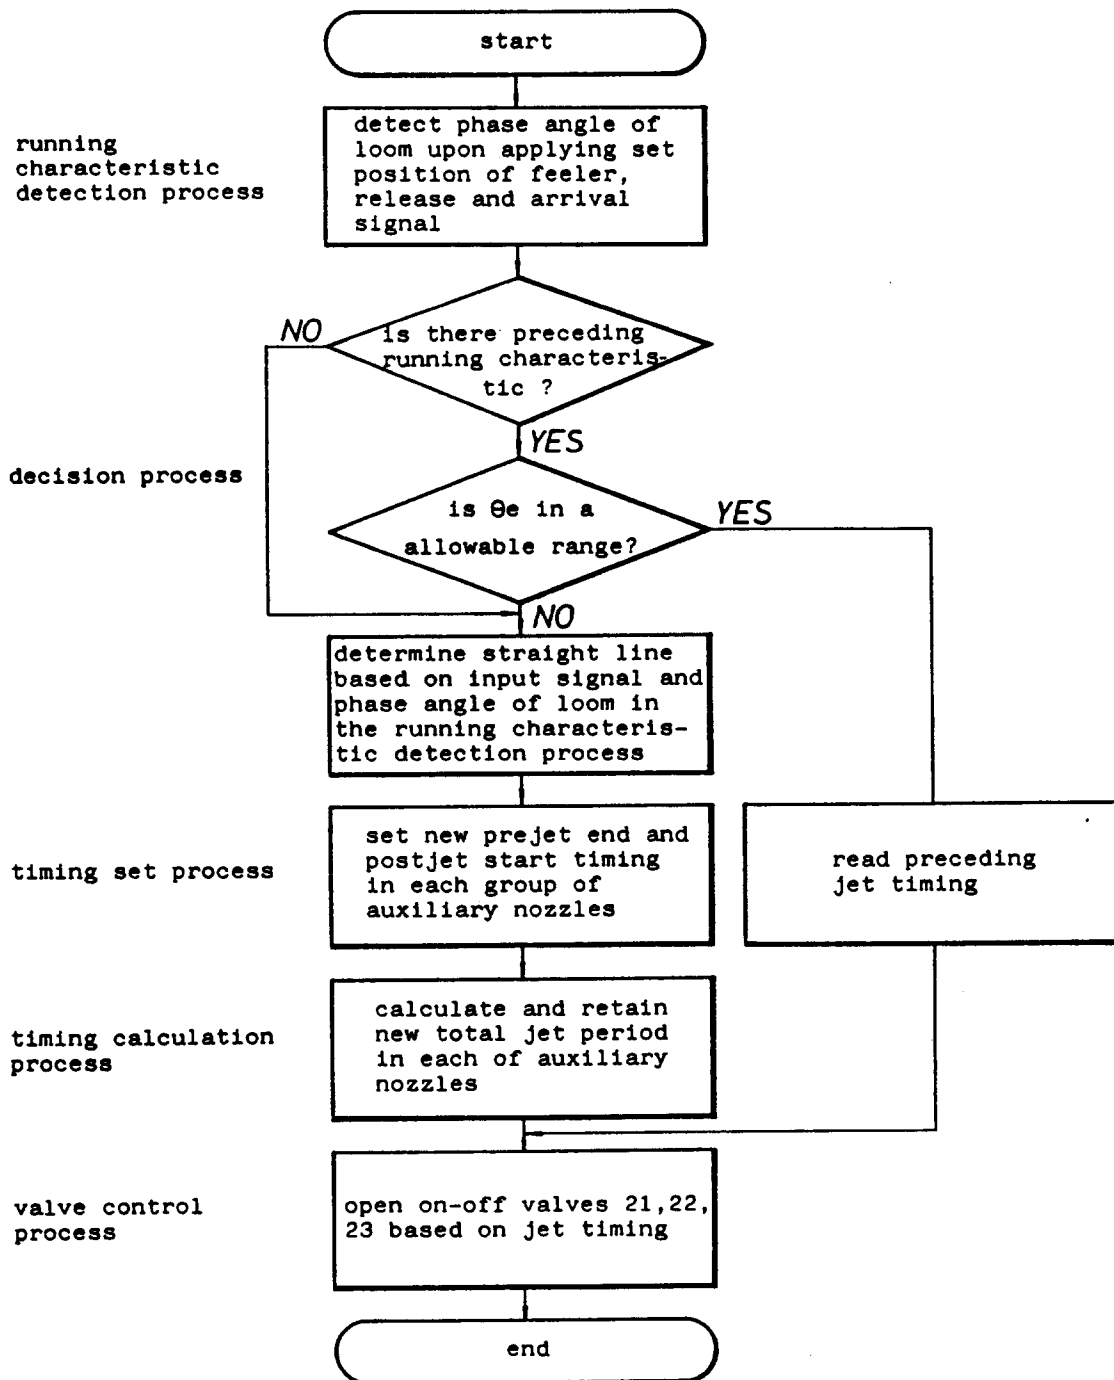 start
running
characteristic
detection process
detect phase angle of
loom upon applying set
position of feeler,
release and arrival
signal
NO
is there preceding
running characteris-
tic ?
YES
decision process
is θe in a
allowable range?
YES
NO
determine straight line
based on input signal and
phase angle of loom in
the running characteris-
tic detection process
timing set process
set new prejet end and
postjet start timing
in each group of
auxiliary nozzles
read preceding
jet timing
timing calculation
process
calculate and retain
new total jet period
in each of auxiliary
nozzles
valve control
process
open on-off valves 21,22,
23 based on jet timing
end